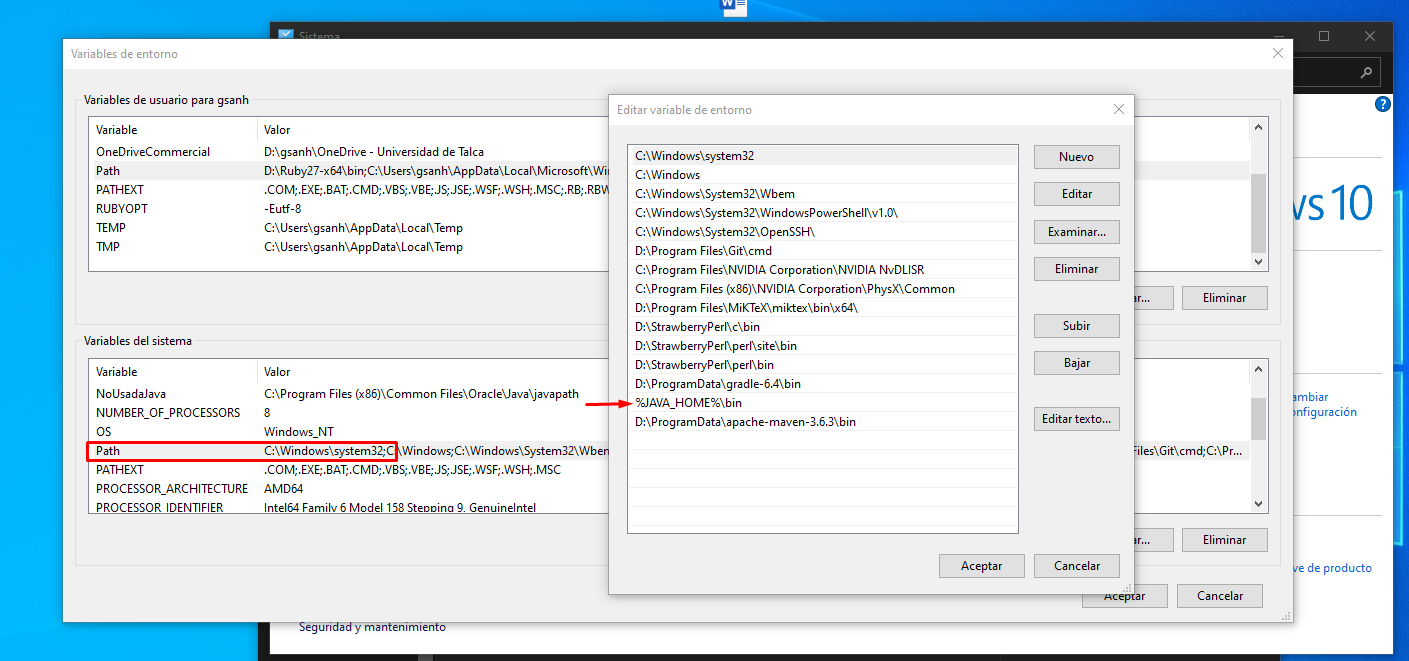 Sistema
Variables de entorno
Variables de usuario para gsanh
Variable Valor
OneDriveCommercial D:\gsanh\OneDrive - Universidad de Talca
Path D:\Ruby27-x64\bin;C:\Users\gsanh\AppData\Local\Microsoft\Win
PATHEXT .COM;.EXE;.BAT;.CMD;.VBS;.VBE;.JS;.JSE;.WSF;.WSH;.MSC;.RB;.RBW
RUBYOPT -Eutf-8
TEMP C:\Users\gsanh\AppData\Local\Temp
TMP C:\Users\gsanh\AppData\Local\Temp
ar... Eliminar
Variables del sistema
Variable Valor
NoUsadaJava C:\Program Files (x86)\Common Files\Oracle\Java\javapath
NUMBER_OF_PROCESSORS 8
OS Windows_NT
Path C:\Windows\system32;C:\Windows;C:\Windows\System32\Wbem
Files\Git\cmd;C:\Pr...
PATHEXT .COM;.EXE;.BAT;.CMD;.VBS;.VBE;.JS;.JSE;.WSF;.WSH;.MSC
PROCESSOR_ARCHITECTURE AMD64
PROCESSOR_IDENTIFIER Intel64 Family 6 Model 158 Stepping 9, GenuineIntel
ar... Eliminar
Aceptar Cancelar
Editar variable de entorno
C:\Windows\system32
C:\Windows
C:\Windows\System32\Wbem
C:\Windows\System32\WindowsPowerShell\v1.0\
C:\Windows\System32\OpenSSH\
D:\Program Files\Git\cmd
C:\Program Files\NVIDIA Corporation\NVIDIA NvDLISR
C:\Program Files (x86)\NVIDIA Corporation\PhysX\Common
D:\Program Files\MiKTeX\miktex\bin\x64\
D:\StrawberryPerl\c\bin
D:\StrawberryPerl\perl\site\bin
D:\StrawberryPerl\perl\bin
D:\ProgramData\gradle-6.4\bin
%JAVA_HOME%\bin
D:\ProgramData\apache-maven-3.6.3\bin
Nuevo
Editar
Examinar...
Eliminar
Subir
Bajar
Editar texto...
Aceptar Cancelar
?
ws 10
ambiar
onfiguración
ve de producto
Seguridad y mantenimiento